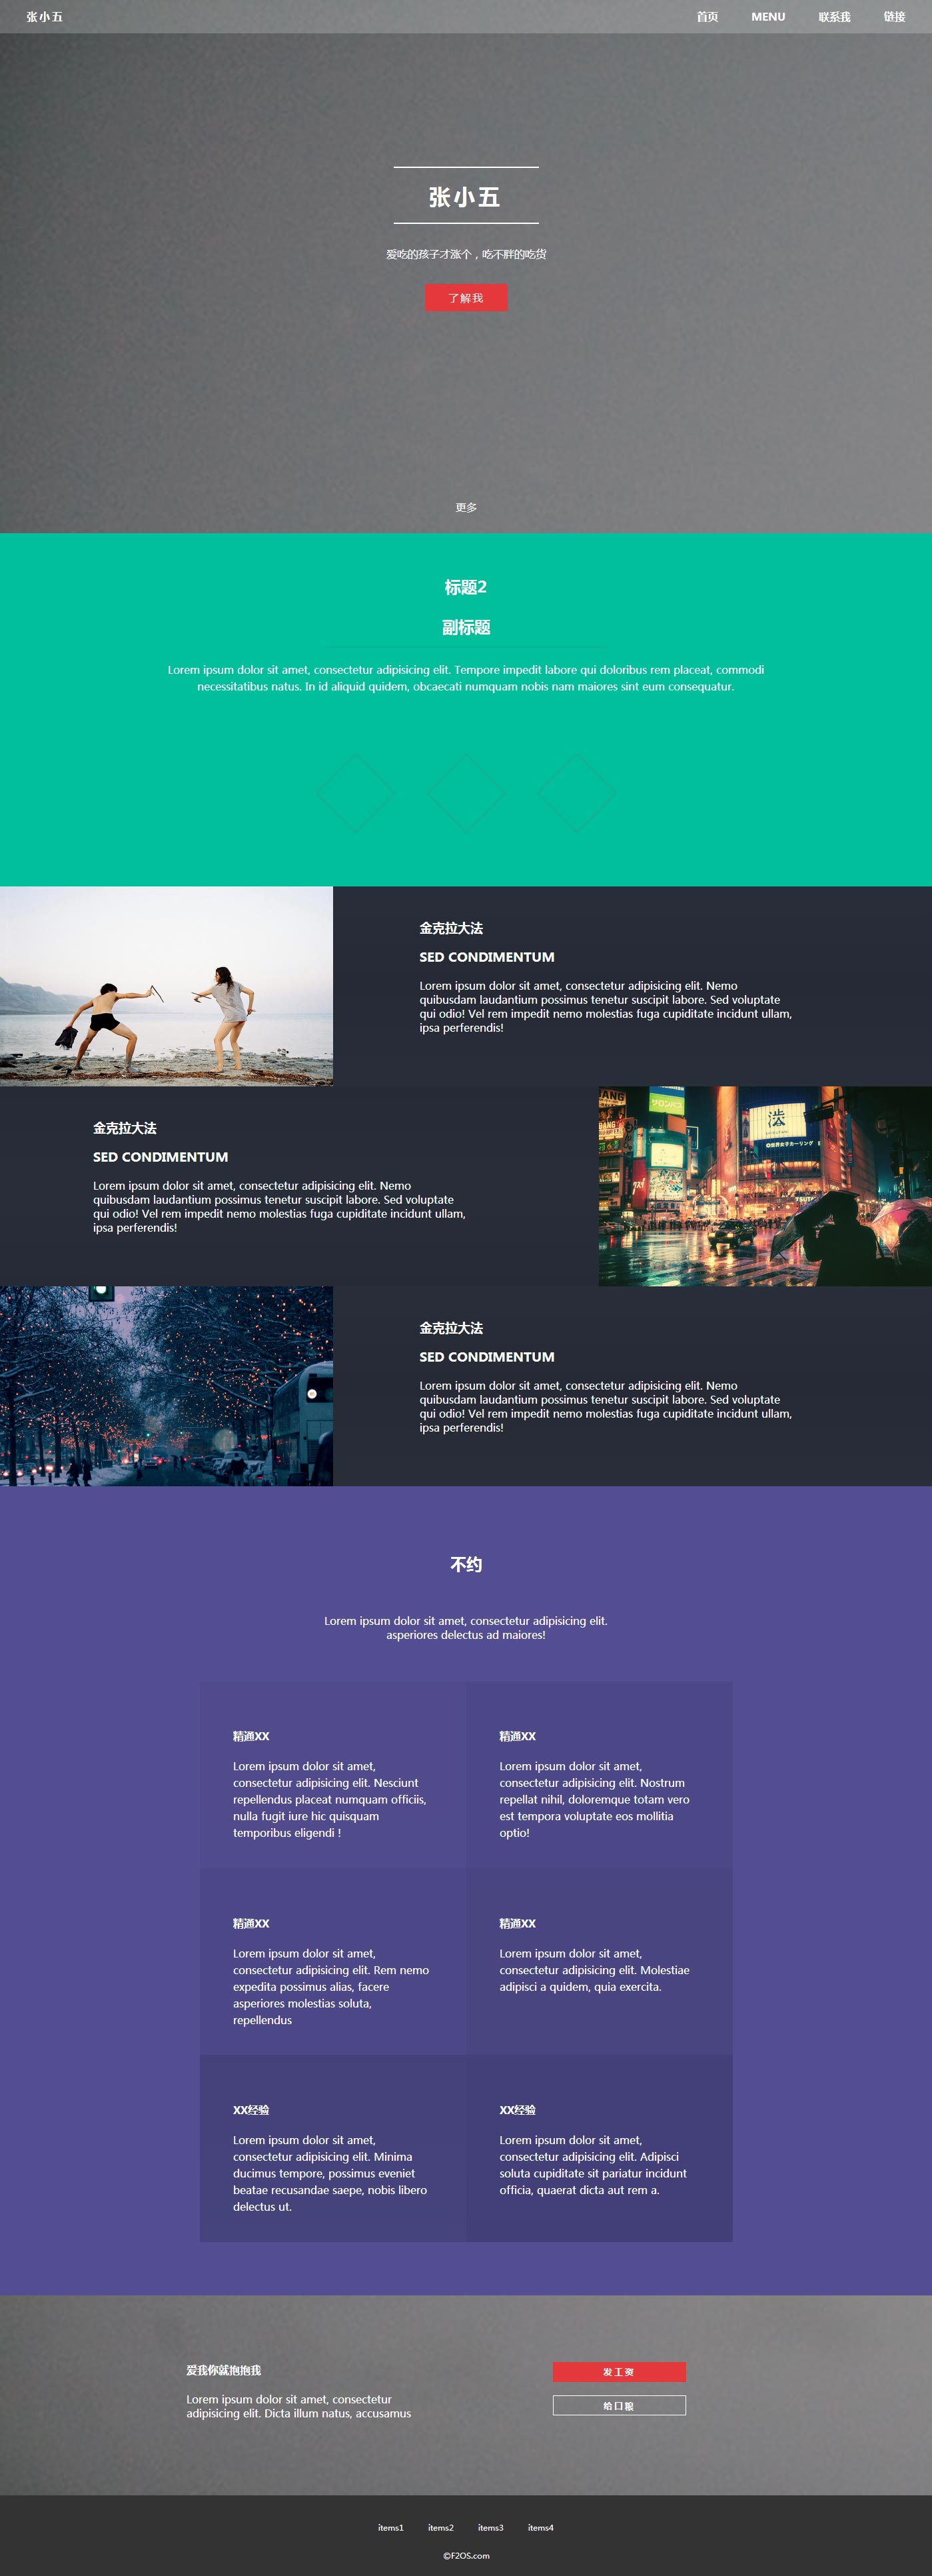 张小五
首页 MENU 联系我 链接
张小五
爱吃的孩子才涨个，吃不胖的吃货
了解我
更多
标题2
副标题
Lorem ipsum dolor sit amet, consectetur adipisicing elit. Tempore impedit labore qui doloribus rem placeat, commodi
necessitatibus natus. In id aliquid quidem, obcaecati numquam nobis nam maiores sint eum consequatur.
金克拉大法
SED CONDIMENTUM
Lorem ipsum dolor sit amet, consectetur adipisicing elit. Nemo
quibusdam laudantium possimus tenetur suscipit labore. Sed voluptate
qui odio! Vel rem impedit nemo molestias fuga cupiditate incidunt ullam,
ipsa perferendis!
金克拉大法
SED CONDIMENTUM
Lorem ipsum dolor sit amet, consectetur adipisicing elit. Nemo
quibusdam laudantium possimus tenetur suscipit labore. Sed voluptate
qui odio! Vel rem impedit nemo molestias fuga cupiditate incidunt ullam,
ipsa perferendis!
金克拉大法
SED CONDIMENTUM
Lorem ipsum dolor sit amet, consectetur adipisicing elit. Nemo
quibusdam laudantium possimus tenetur suscipit labore. Sed voluptate
qui odio! Vel rem impedit nemo molestias fuga cupiditate incidunt ullam,
ipsa perferendis!
不约
Lorem ipsum dolor sit amet, consectetur adipisicing elit.
asperiores delectus ad maiores!
精通XX
Lorem ipsum dolor sit amet,
consectetur adipisicing elit. Nesciunt
repellendus placeat numquam officiis,
nulla fugit iure hic quisquam
temporibus eligendi !
精通XX
Lorem ipsum dolor sit amet,
consectetur adipisicing elit. Nostrum
repellat nihil, doloremque totam vero
est tempora voluptate eos mollitia
optio!
精通XX
Lorem ipsum dolor sit amet,
consectetur adipisicing elit. Rem nemo
expedita possimus alias, facere
asperiores molestias soluta,
repellendus
精通XX
Lorem ipsum dolor sit amet,
consectetur adipisicing elit. Molestiae
adipisci a quidem, quia exercita.
XX经验
Lorem ipsum dolor sit amet,
consectetur adipisicing elit. Minima
ducimus tempore, possimus eveniet
beatae recusandae saepe, nobis libero
delectus ut.
XX经验
Lorem ipsum dolor sit amet,
consectetur adipisicing elit. Adipisci
soluta cupiditate sit pariatur incidunt
officia, quaerat dicta aut rem a.
爱我你就抱抱我
Lorem ipsum dolor sit amet, consectetur
adipisicing elit. Dicta illum natus, accusamus
发工资
给口粮
items1 items2 items3 items4
©F2OS.com